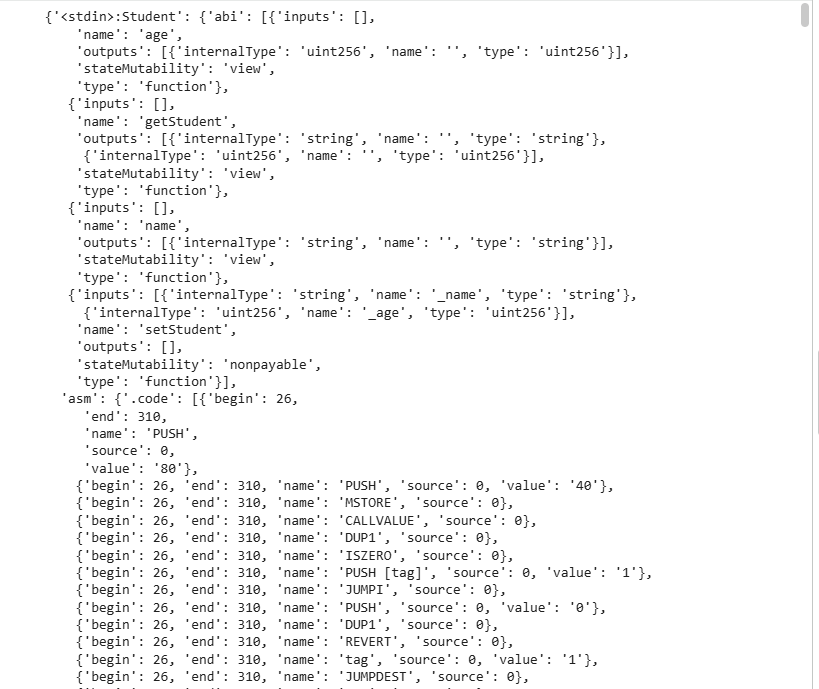 {'<stdin>:Student': {'abi': [{'inputs': [],
'name': 'age',
'outputs': [{'internalType': 'uint256', 'name': '', 'type': 'uint256'}],
'stateMutability': 'view',
'type': 'function'},
{'inputs': [],
'name': 'getStudent',
'outputs': [{'internalType': 'string', 'name': '', 'type': 'string'},
{'internalType': 'uint256', 'name': '', 'type': 'uint256'}],
'stateMutability': 'view',
'type': 'function'},
{'inputs': [],
'name': 'name',
'outputs': [{'internalType': 'string', 'name': '', 'type': 'string'}],
'stateMutability': 'view',
'type': 'function'},
{'inputs': [{'internalType': 'string', 'name': '_name', 'type': 'string'},
{'internalType': 'uint256', 'name': '_age', 'type': 'uint256'}],
'name': 'setStudent',
'outputs': [],
'stateMutability': 'nonpayable',
'type': 'function'}],
'asm': {'.code': [{'begin': 26,
'end': 310,
'name': 'PUSH',
'source': 0,
'value': '80'},
{'begin': 26, 'end': 310, 'name': 'PUSH', 'source': 0, 'value': '40'},
{'begin': 26, 'end': 310, 'name': 'MSTORE', 'source': 0},
{'begin': 26, 'end': 310, 'name': 'CALLVALUE', 'source': 0},
{'begin': 26, 'end': 310, 'name': 'DUP1', 'source': 0},
{'begin': 26, 'end': 310, 'name': 'ISZERO', 'source': 0},
{'begin': 26, 'end': 310, 'name': 'PUSH [tag]', 'source': 0, 'value': '1'},
{'begin': 26, 'end': 310, 'name': 'JUMPI', 'source': 0},
{'begin': 26, 'end': 310, 'name': 'PUSH', 'source': 0, 'value': '0'},
{'begin': 26, 'end': 310, 'name': 'DUP1', 'source': 0},
{'begin': 26, 'end': 310, 'name': 'REVERT', 'source': 0},
{'begin': 26, 'end': 310, 'name': 'tag', 'source': 0, 'value': '1'},
{'begin': 26, 'end': 310, 'name': 'JUMPDEST', 'source': 0},